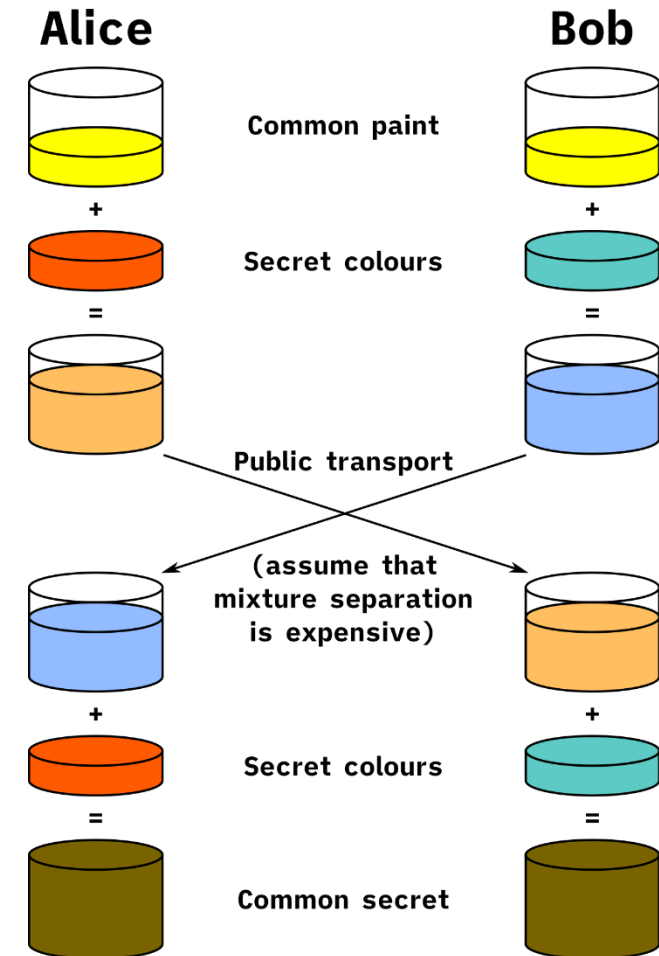 Alice
Bob
Common paint
+
+
Secret colours
=
=
Public transport
(assume that
mixture separation
is expensive)
+
+
Secret colours
=
=
Common secret